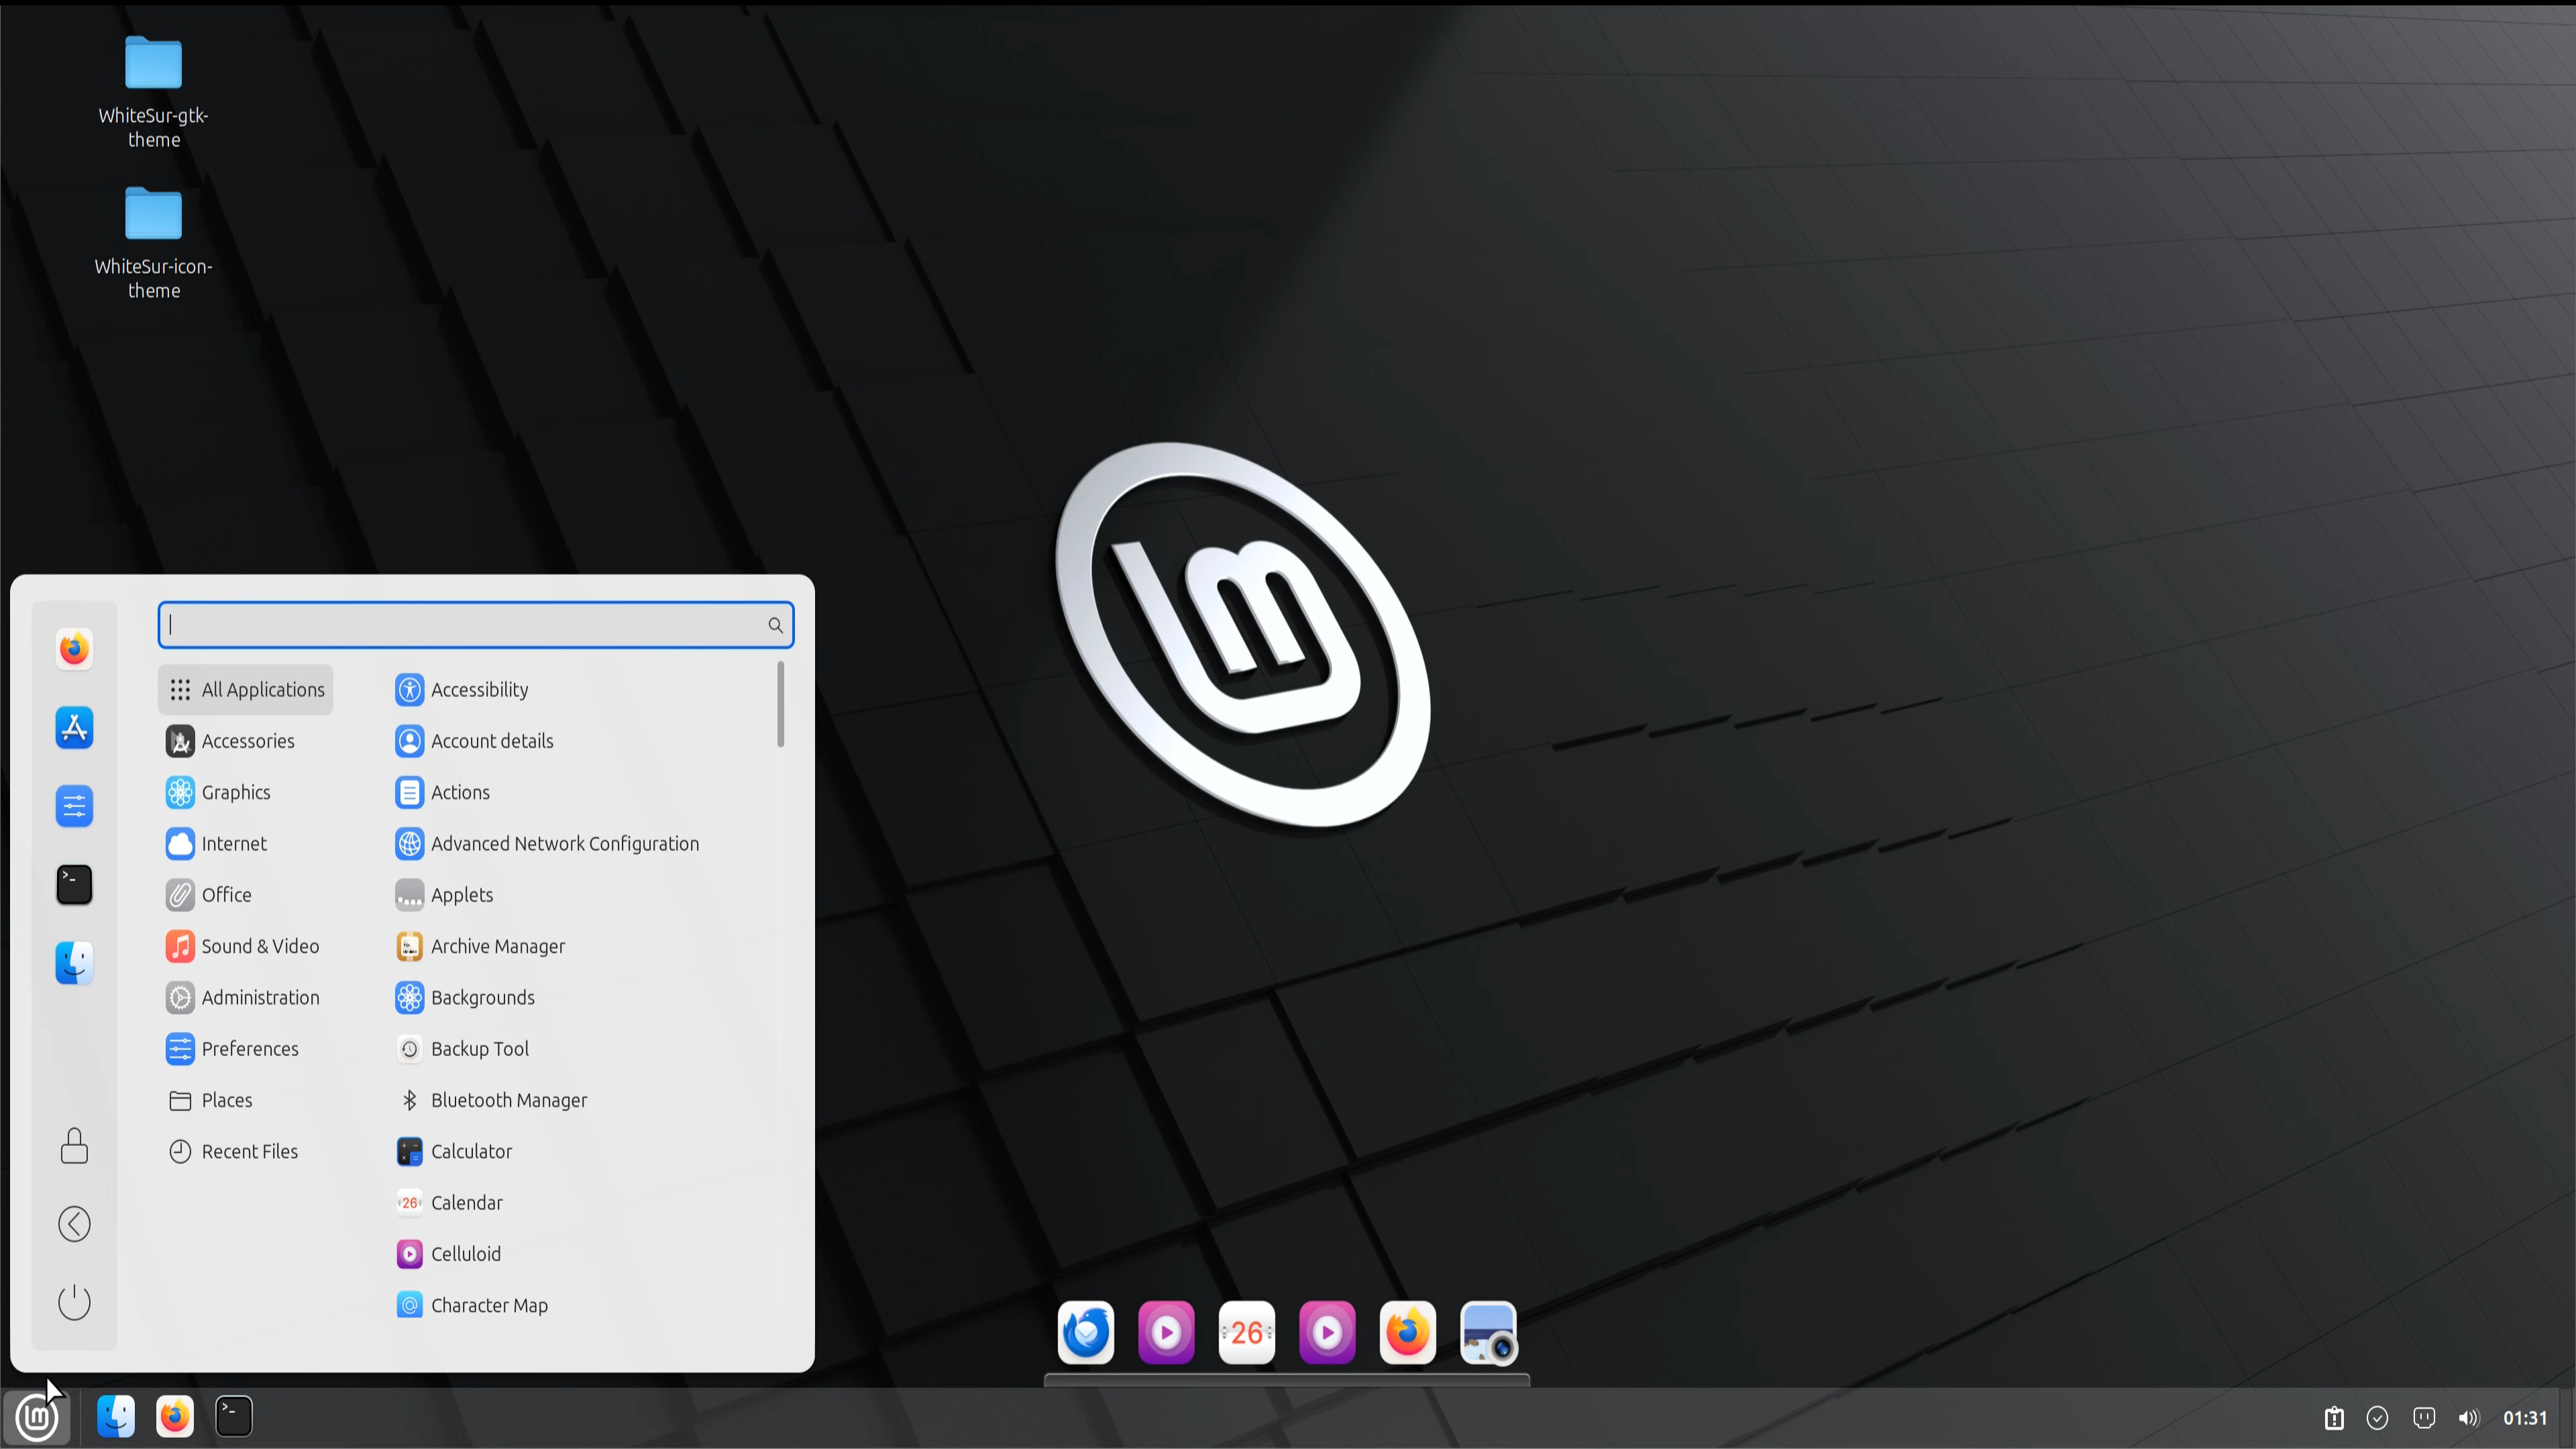 WhiteSur-gtk-
theme
WhiteSur-icon-
theme
All Applications
Accessories
Graphics
Internet
Office
Sound & Video
Administration
Preferences
Places
Recent Files
Accessibility
Account details
Actions
Advanced Network Configuration
Applets
Archive Manager
Backgrounds
Backup Tool
Bluetooth Manager
Calculator
26
Calendar
Celluloid
Character Map
26
01:31